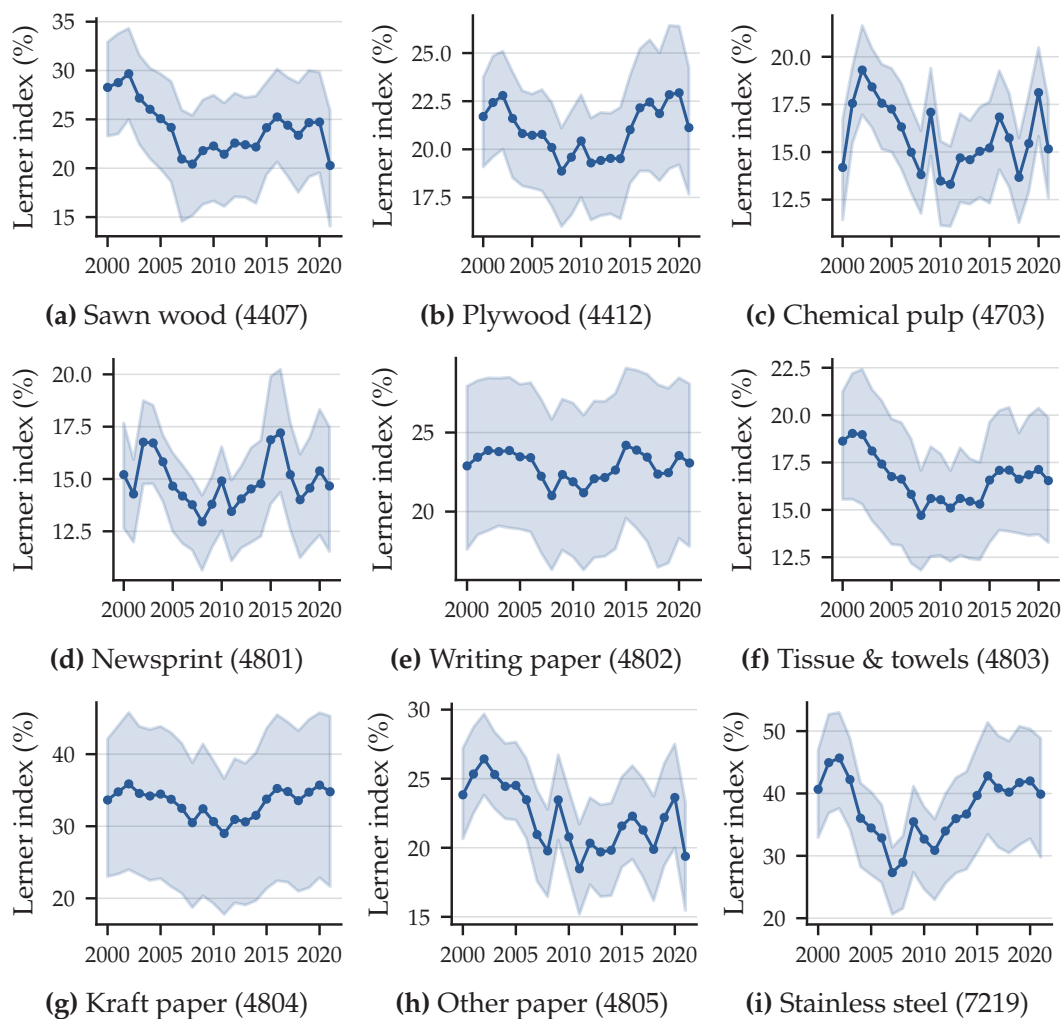 Lerner index (%)
35
30
25
20
15
2000 2005 2010 2015 2020
(a) Sawn wood (4407)
Lerner index (%)
25.0
22.5
20.0
17.5
2000 2005 2010 2015 2020
(b) Plywood (4412)
Lerner index (%)
20.0
17.5
15.0
12.5
2000 2005 2010 2015 2020
(c) Chemical pulp (4703)
Lerner index (%)
20.0
17.5
15.0
12.5
2000 2005 2010 2015 2020
(d) Newsprint (4801)
Lerner index (%)
25
20
2000 2005 2010 2015 2020
(e) Writing paper (4802)
Lerner index (%)
22.5
20.0
17.5
15.0
12.5
2000 2005 2010 2015 2020
(f) Tissue & towels (4803)
Lerner index (%)
40
30
20
2000 2005 2010 2015 2020
(g) Kraft paper (4804)
Lerner index (%)
30
25
20
15
2000 2005 2010 2015 2020
(h) Other paper (4805)
Lerner index (%)
50
40
30
20
2000 2005 2010 2015 2020
(i) Stainless steel (7219)